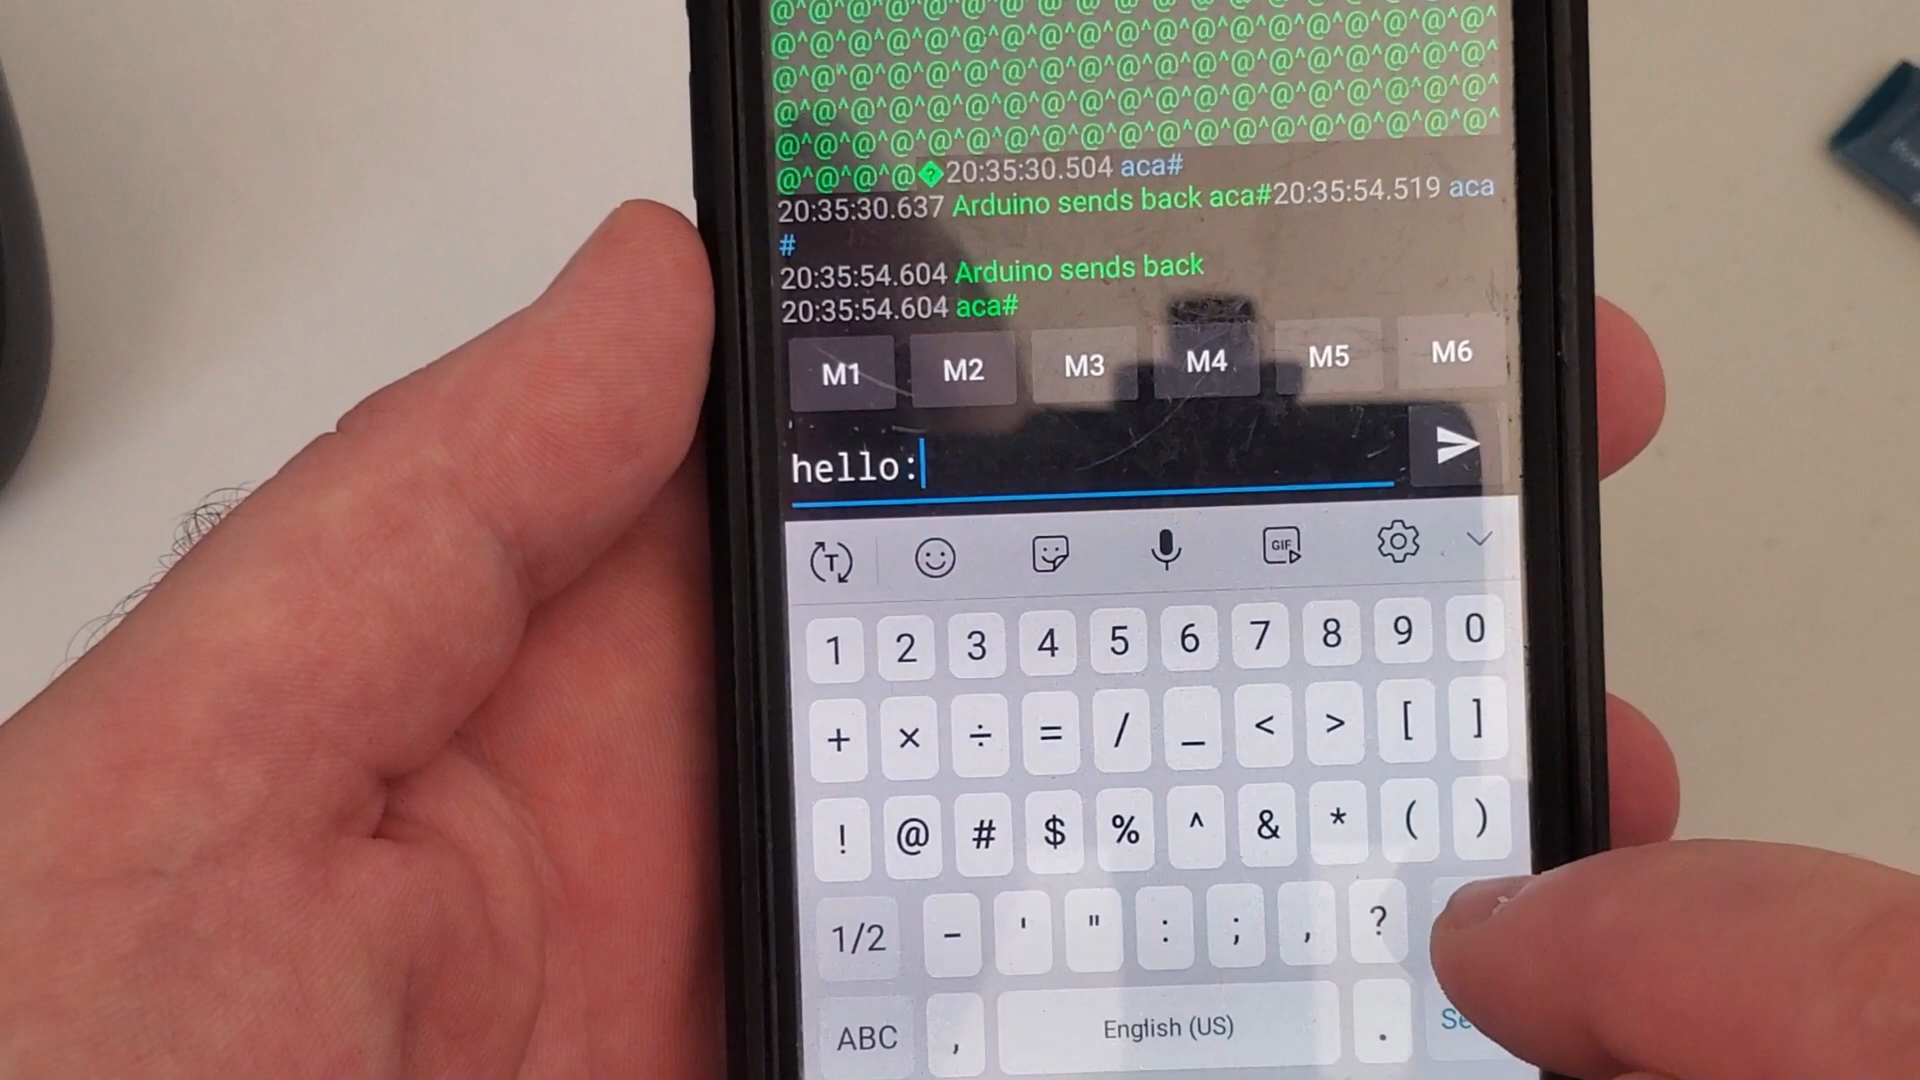 @^@^@^@^@^@^@^@^@^@^@^@^@^@^@^@^@^@^@^
@^@^@^@^@^@^@^@^@^@^@^@^@^@^@^@^@^@^@^
@^@^@^@^@^@^@^@^@^@^@^@^@^@^@^@^@^@^@^
@^@^@^@^@^@^@^@^@^@^@^@^@^@^@^@^@^@^@^
@^@^@^@^@^@^@^@^@^@^@^@^@^@^@^@^@^@^@^
@^@^@^@�20:35:30.504 aca#
20:35:30.637 Arduino sends back aca#20:35:54.519 aca
#
20:35:54.604 Arduino sends back
20:35:54.604 aca#
M1 M2 M3 M4 M5 M6
hello:
T GIF
1 2 3 4 5 6 7 8 9 0
+ × ÷ = / _ < > [ ]
! @ # $ % ^ & * ( )
1/2 - ' " : ; , ?
ABC , English (US) .